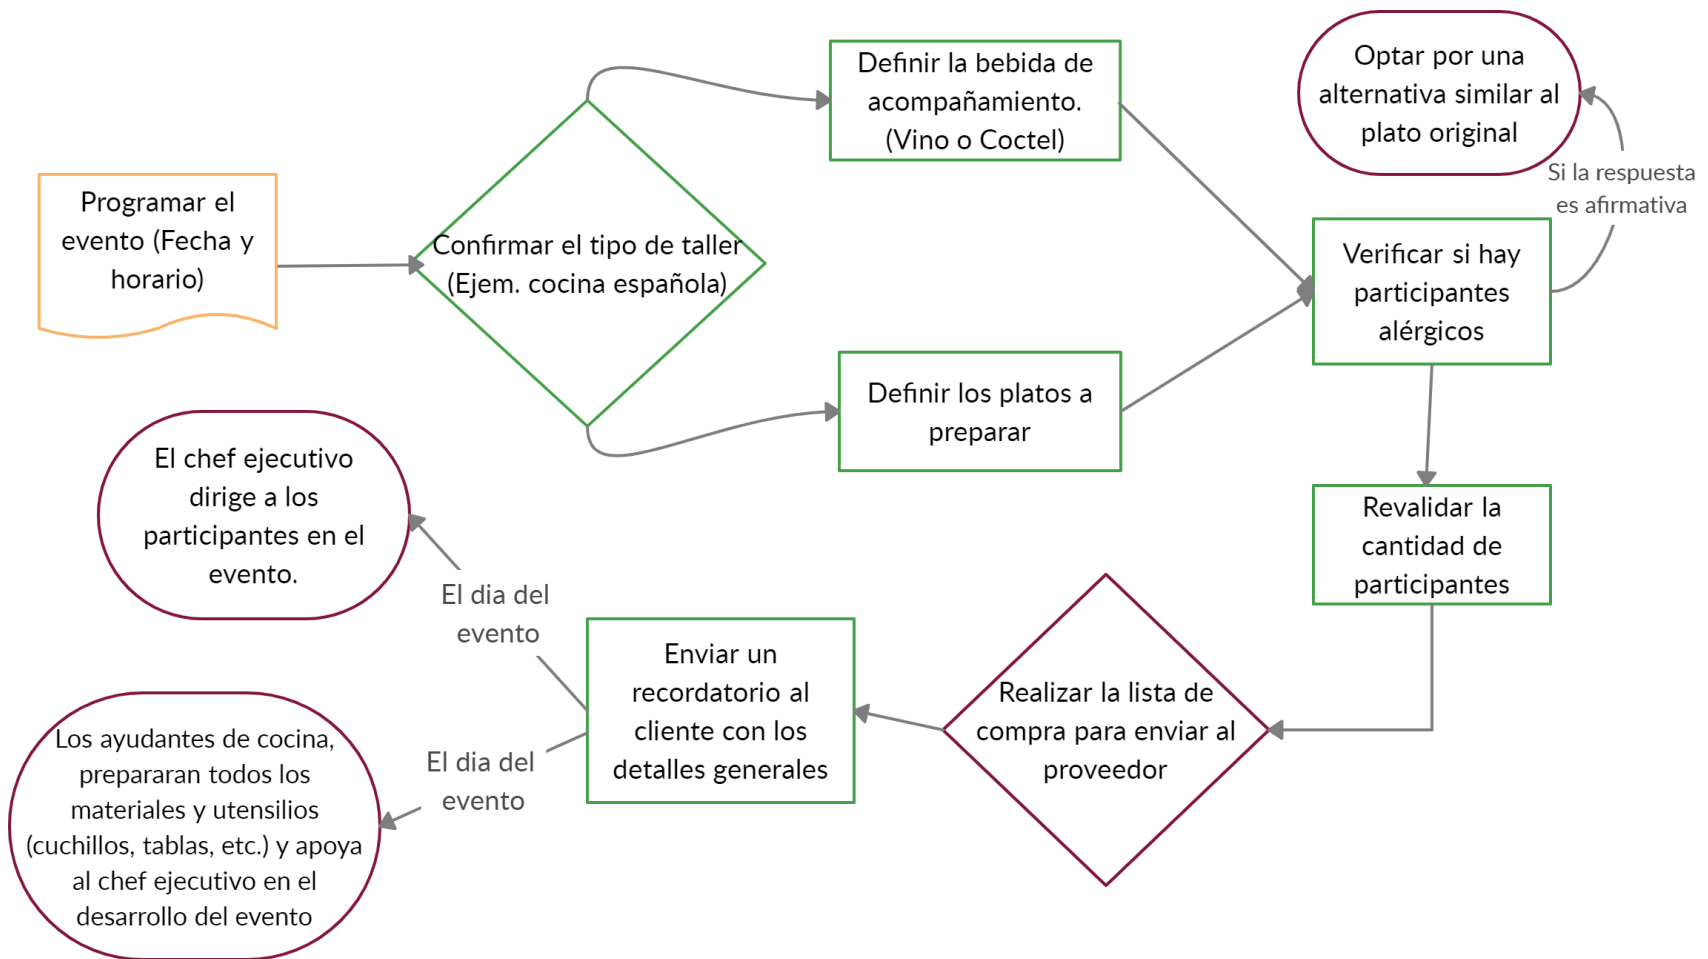 Programar el
evento (Fecha y
horario)
Confirmar el tipo de taller
(Ejem. cocina española)
Definir la bebida de
acompañamiento.
(Vino o Coctel)
Definir los platos a
preparar
Optar por una
alternativa similar al
plato original
Si la respuesta
es afirmativa
Verificar si hay
participantes
alérgicos
Revalidar la
cantidad de
participantes
Realizar la lista de
compra para enviar al
proveedor
Enviar un
recordatorio al
cliente con los
detalles generales
El dia del
evento
El chef ejecutivo
dirige a los
participantes en el
evento.
El dia del
evento
Los ayudantes de cocina,
prepararan todos los
materiales y utensilios
(cuchillos, tablas, etc.) y apoya
al chef ejecutivo en el
desarrollo del evento